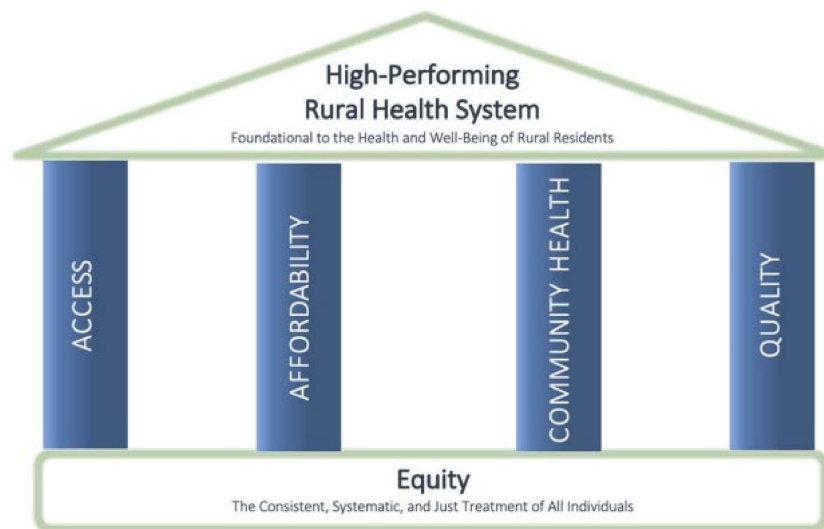 High-Performing
Rural Health System
Foundational to the Health and Well-Being of Rural Residents
ACCESS
AFFORDABILITY
COMMUNITY HEALTH
QUALITY
Equity
The Consistent, Systematic, and Just Treatment of All Individuals